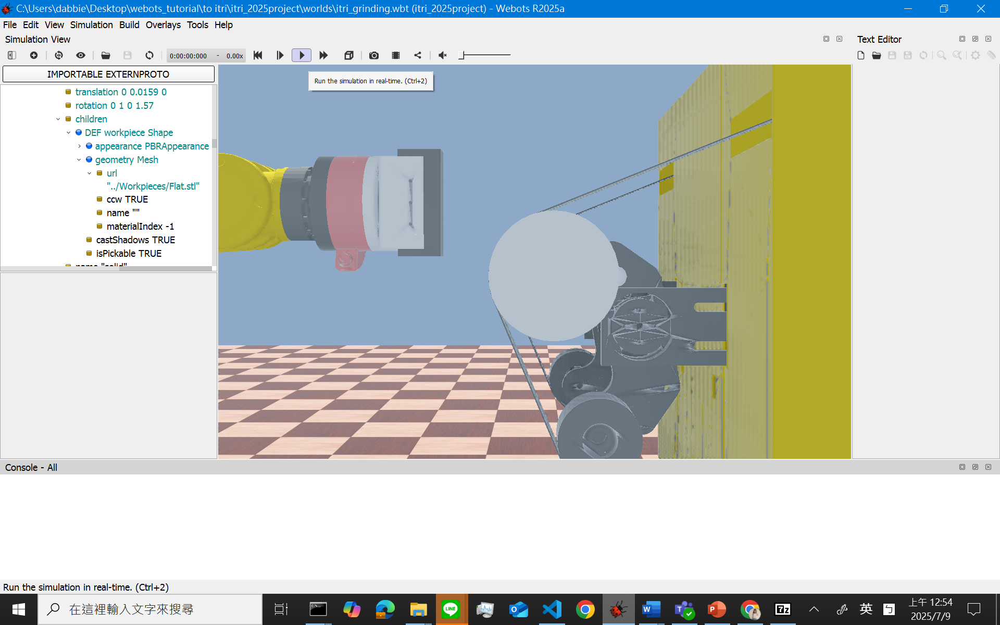 C:\Users\dabbie\Desktop\webots_tutorial\to itri\itri_2025project\worlds\itri_grinding.wbt (itri_2025project) - Webots R2025a
File Edit View Simulation Build Overlays Tools Help
Simulation View
Text Editor
0:00:00:000 - 0.00x
IMPORTABLE EXTERNPROTO
Run the simulation in real-time. (Ctrl+2)
translation 0 0.0159 0
rotation 0 1 0 1.57
children
DEF workpiece Shape
appearance PBRAppearance
geometry Mesh
url
"../Workpieces/Flat.stl"
ccw TRUE
name ""
materialIndex -1
castShadows TRUE
isPickable TRUE
name "solid"
Console - All
Run the simulation in real-time. (Ctrl+2)
在這裡輸入文字來搜尋
LINE
英
ㄅ
上午 12:54
2025/7/9